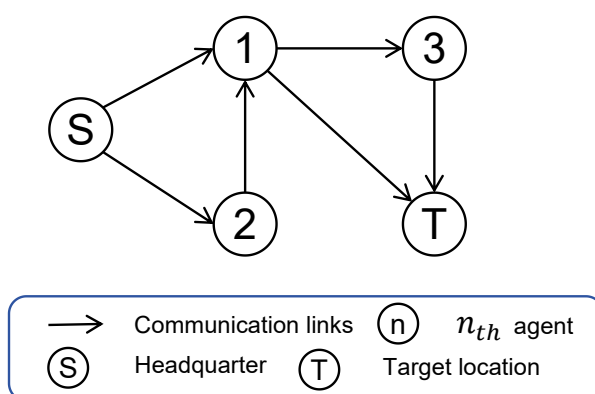 1
3
S
2
T
Communication links
n
nth agent
S
Headquarter
T
Target location